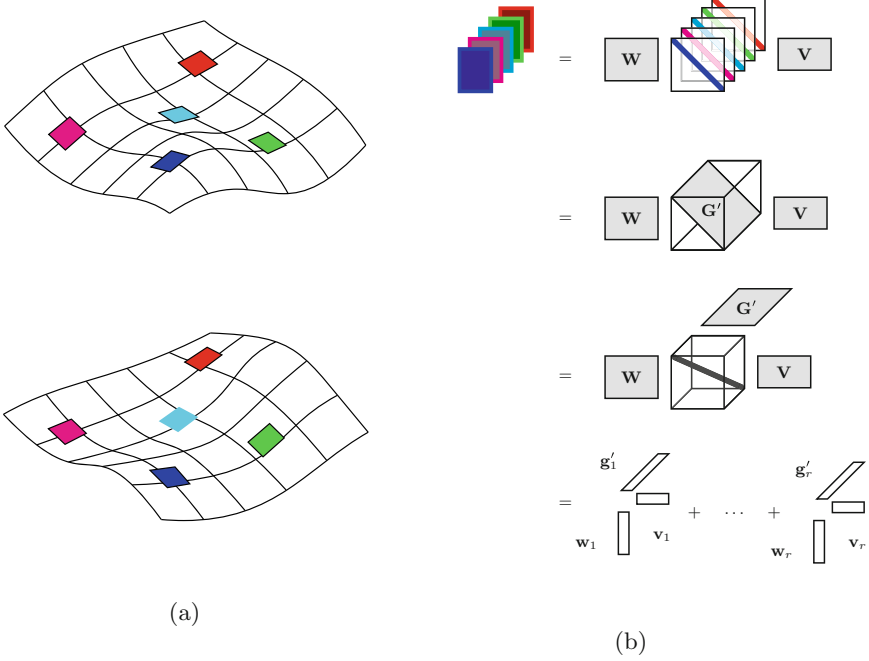 = W V
= W G′ V
G′
= W V
g′₁ g′ᵣ
= + ··· +
w₁ v₁ wᵣ vᵣ
(a)
(b)